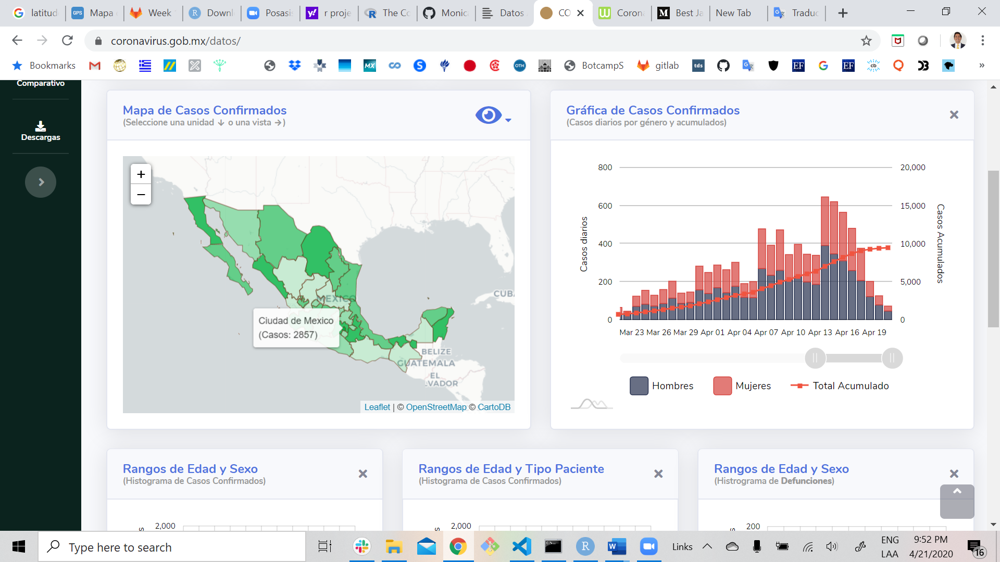 latitud
Mapa
Week
Downl
Posasis
r proje
The Co
Monica
Datos
CO
Corona
Best Ja
New Tab
Traduc
coronavirus.gob.mx/datos/
Bookmarks
BotcampS
gitlab
Comparativo
Descargas
Mapa de Casos Confirmados
(Seleccione una unidad ↓ o una vista →)
+
−
MEXICO
CUBA
Ciudad de Mexico
(Casos: 2857)
BELIZE
GUATEMALA
EL
.VADOR
Leaflet | © OpenStreetMap © CartoDB
Gráfica de Casos Confirmados
(Casos diarios por género y acumulados)
800
600
400
200
0
Casos diarios
20,000
15,000
10,000
5,000
0
Casos Acumulados
Mar 23 Mar 26 Mar 29 Apr 01 Apr 04 Apr 07 Apr 10 Apr 13 Apr 16 Apr 19
Hombres
Mujeres
Total Acumulado
Rangos de Edad y Sexo
(Histograma de Casos Confirmados)
2,000
Rangos de Edad y Tipo Paciente
(Histograma de Casos Confirmados)
2,000
Rangos de Edad y Sexo
(Histrograma de Defunciones)
200
Type here to search
Links
ENG
LAA
9:52 PM
4/21/2020
16